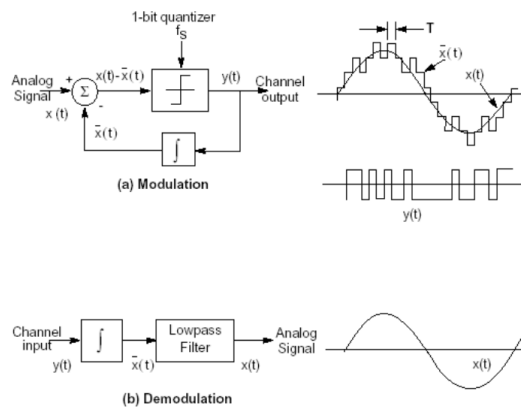 1-bit quantizer
fS
T
Analog
Signal
x (t)
+
Σ
-
x(t)-x̄(t)
y(t)
Channel
output
x̄(t)
∫
x̄(t)
x(t)
(a) Modulation
y(t)
Channel
input
y(t)
∫
x̄(t)
Lowpass
Filter
x(t)
Analog
Signal
x(t)
(b) Demodulation